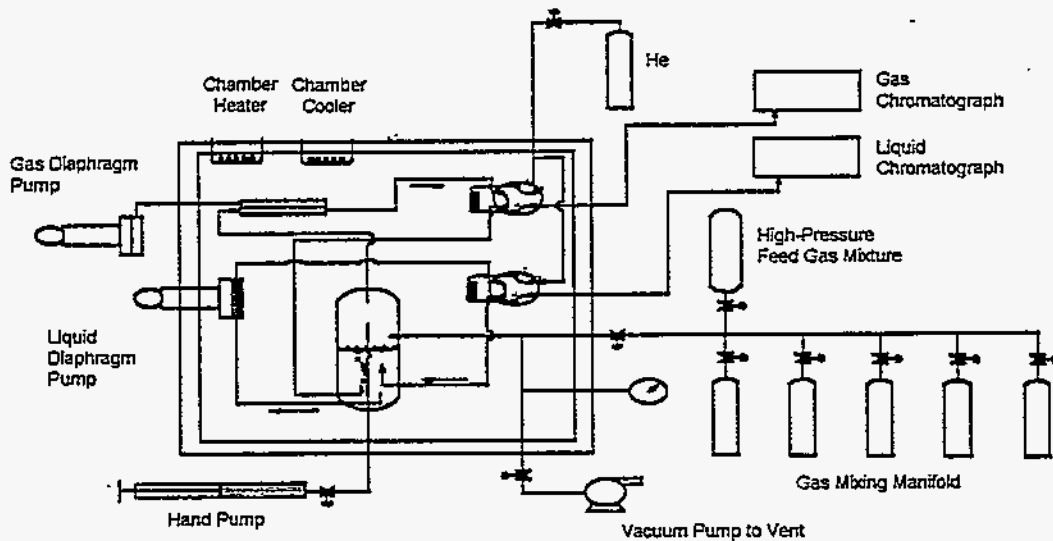 He
Chamber
Heater
Chamber
Cooler
Gas
Chromatograph
Liquid
Chromatograph
Gas Diaphragm
Pump
High-Pressure
Feed Gas Mixture
Liquid
Diaphragm
Pump
Gas Mixing Manifold
Hand Pump
Vacuum Pump to Vent